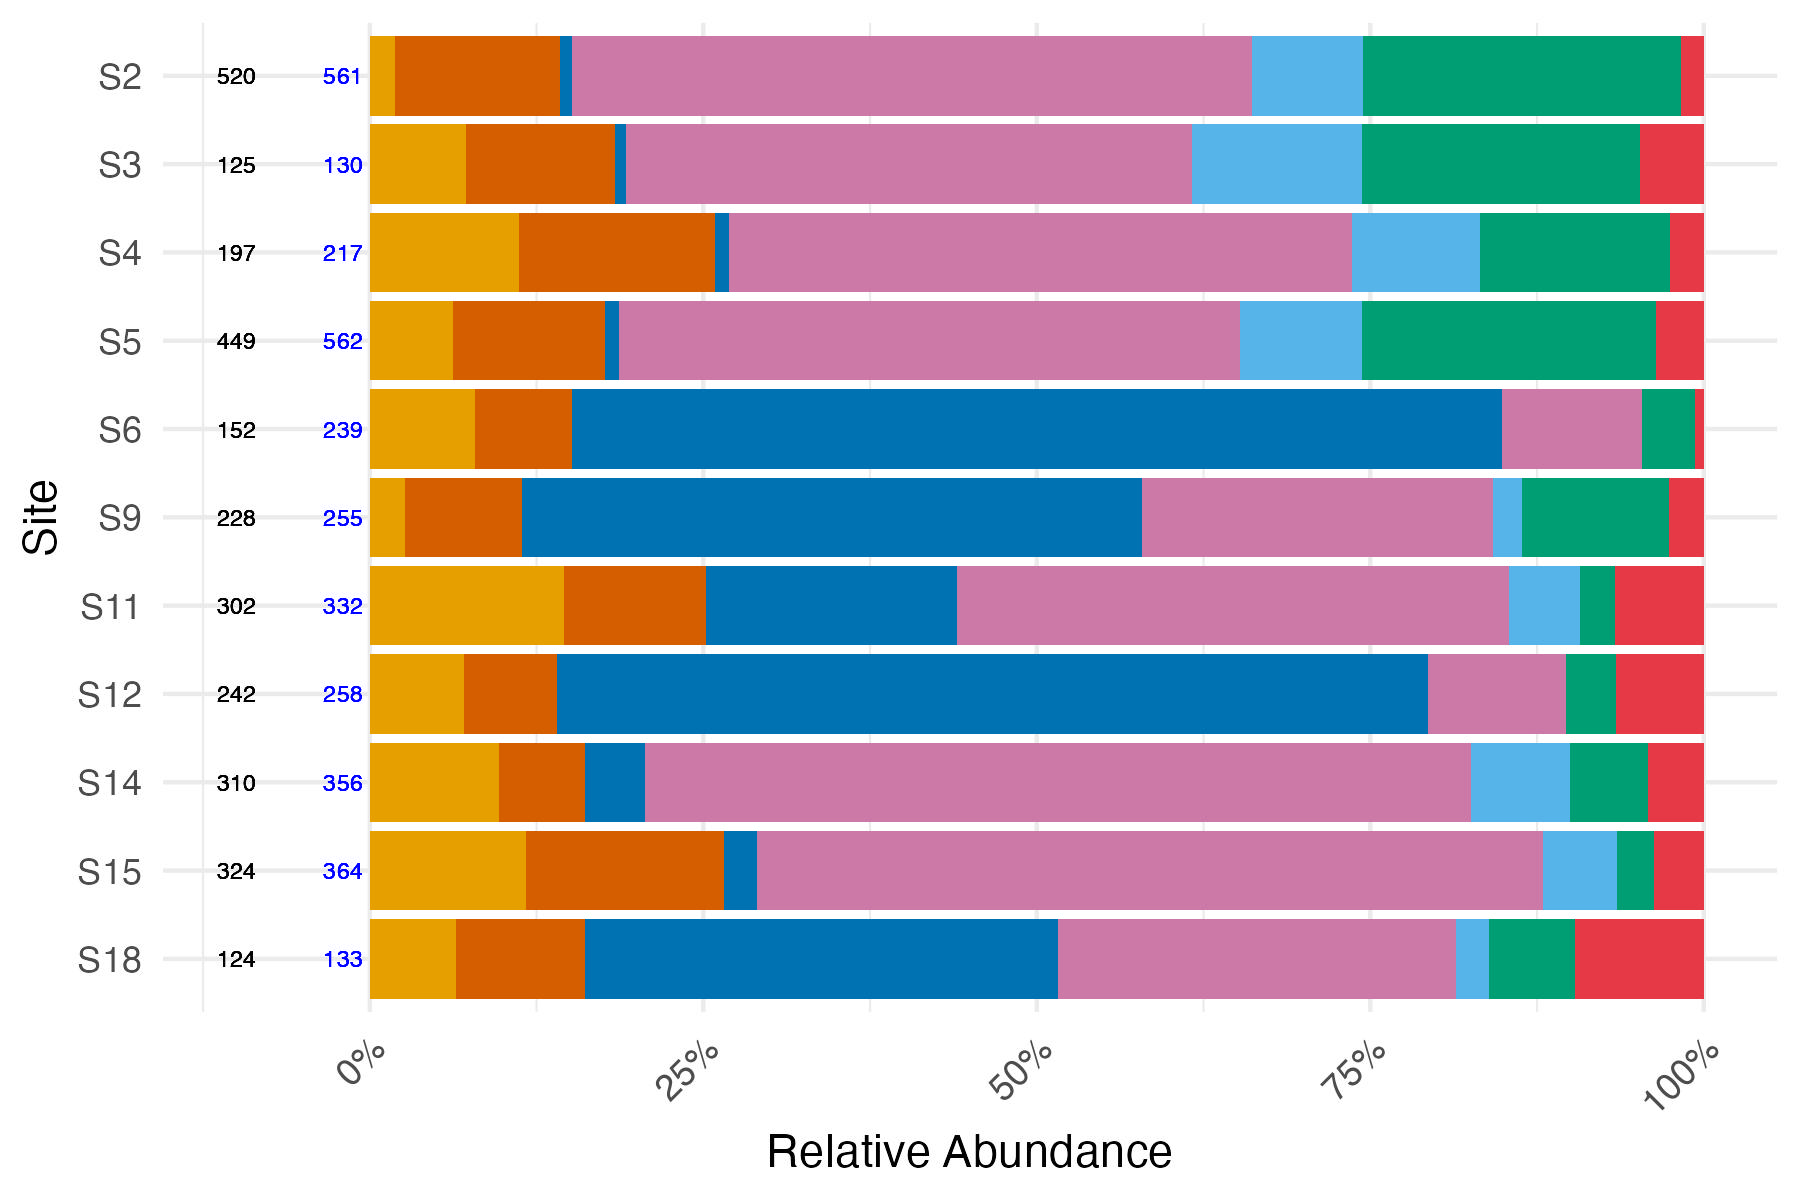 S2 520 561
S3 125 130
S4 197 217
S5 449 562
S6 152 239
S9 228 255
S11 302 332
S12 242 258
S14 310 356
S15 324 364
S18 124 133
Site
0% 25% 50% 75% 100%
Relative Abundance